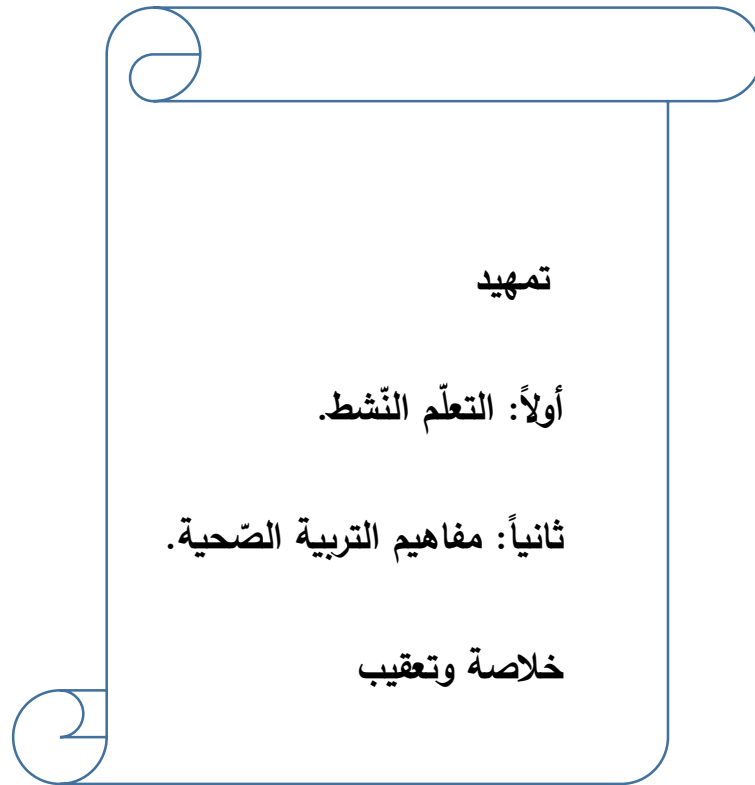 تمهيد
أولاً: التعلّم النّشط.
ثانياً: مفاهيم التربية الصّحية.
خلاصة وتعقيب